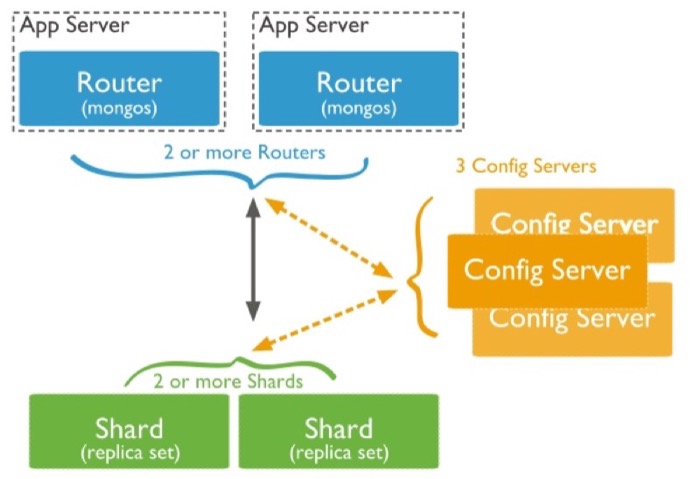 App Server
App Server
Router
(mongos)
Router
(mongos)
2 or more Routers
3 Config Servers
Config Server
Config Server
Config Server
2 or more Shards
Shard
(replica set)
Shard
(replica set)